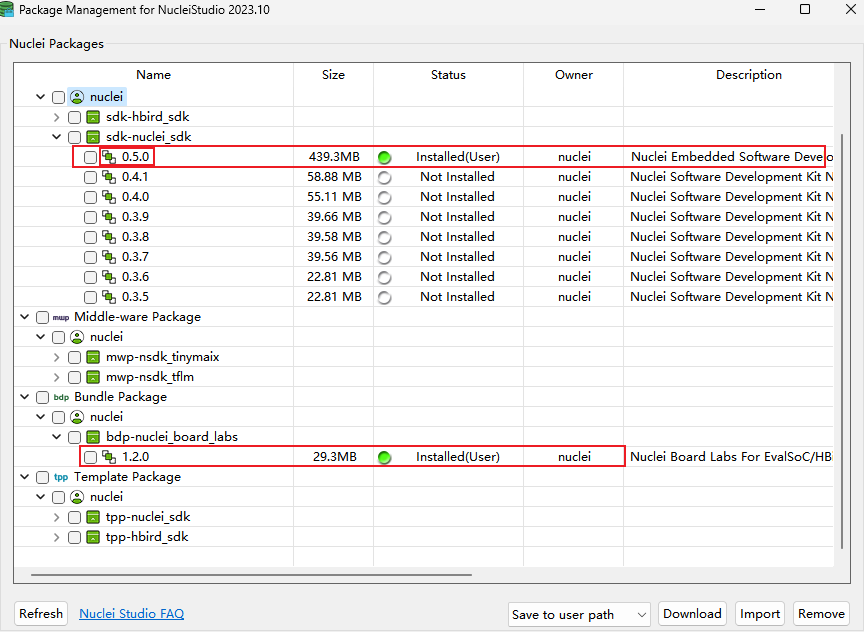 Package Management for NucleiStudio 2023.10
Nuclei Packages
Name Size Status Owner Description
nuclei
sdk-hbird_sdk
sdk-nuclei_sdk
0.5.0 439.3MB Installed(User) nuclei Nuclei Embedded Software Develo
0.4.1 58.88 MB Not Installed nuclei Nuclei Software Development Kit N
0.4.0 55.11 MB Not Installed nuclei Nuclei Software Development Kit N
0.3.9 39.66 MB Not Installed nuclei Nuclei Software Development Kit N
0.3.8 39.58 MB Not Installed nuclei Nuclei Software Development Kit N
0.3.7 39.56 MB Not Installed nuclei Nuclei Software Development Kit N
0.3.6 22.81 MB Not Installed nuclei Nuclei Software Development Kit N
0.3.5 22.81 MB Not Installed nuclei Nuclei Software Development Kit N
mwp Middle-ware Package
nuclei
mwp-nsdk_tinymaix
mwp-nsdk_tflm
bdp Bundle Package
nuclei
bdp-nuclei_board_labs
1.2.0 29.3MB Installed(User) nuclei Nuclei Board Labs For EvalSoC/HB
tpp Template Package
nuclei
tpp-nuclei_sdk
tpp-hbird_sdk
Refresh Nuclei Studio FAQ Save to user path Download Import Remove